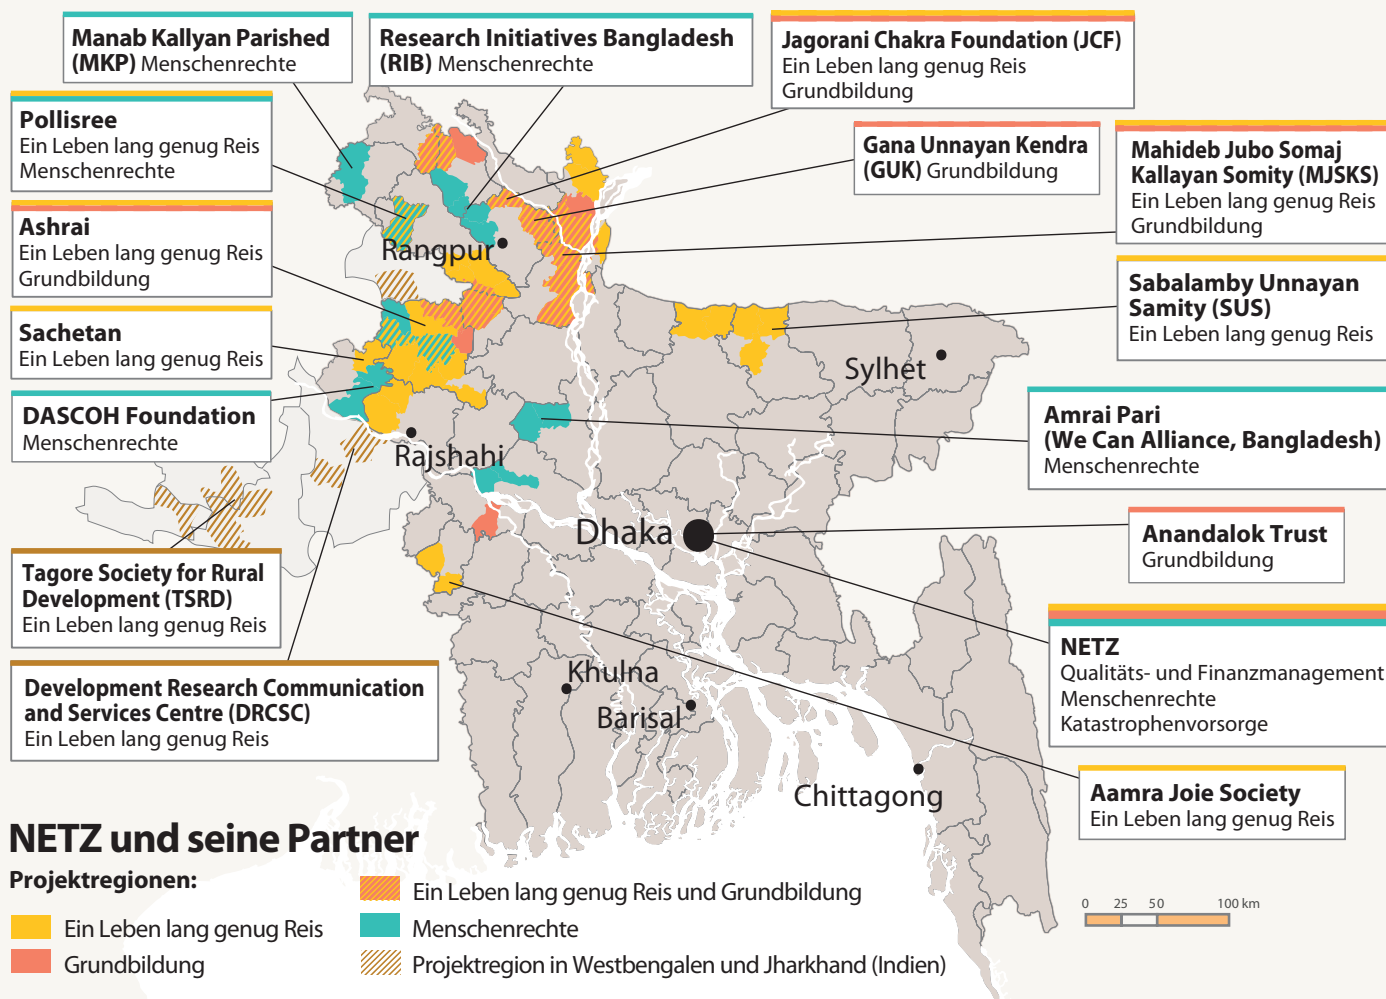 Manab Kallyan Parished
(MKP) Menschenrechte
Research Initiatives Bangladesh
(RIB) Menschenrechte
Jagorani Chakra Foundation (JCF)
Ein Leben lang genug Reis
Grundbildung
Pollisree
Ein Leben lang genug Reis
Menschenrechte
Gana Unnayan Kendra
(GUK) Grundbildung
Mahideb Jubo Somaj
Kallayan Somity (MJSKS)
Ein Leben lang genug Reis
Grundbildung
Ashrai
Ein Leben lang genug Reis
Grundbildung
Rangpur
Sabalamby Unnayan
Samity (SUS)
Ein Leben lang genug Reis
Sachetan
Ein Leben lang genug Reis
Sylhet
DASCOH Foundation
Menschenrechte
Amrai Pari
(We Can Alliance, Bangladesh)
Menschenrechte
Rajshahi
Dhaka
Anandalok Trust
Grundbildung
Tagore Society for Rural
Development (TSRD)
Ein Leben lang genug Reis
NETZ
Qualitäts- und Finanzmanagement
Menschenrechte
Katastrophenvorsorge
Development Research Communication
and Services Centre (DRCSC)
Ein Leben lang genug Reis
Khulna
Barisal
Chittagong
Aamra Joie Society
Ein Leben lang genug Reis
NETZ und seine Partner
Projektregionen:
Ein Leben lang genug Reis
Grundbildung
Ein Leben lang genug Reis und Grundbildung
Menschenrechte
Projektregion in Westbengalen und Jharkhand (Indien)
0 25 50 100 km